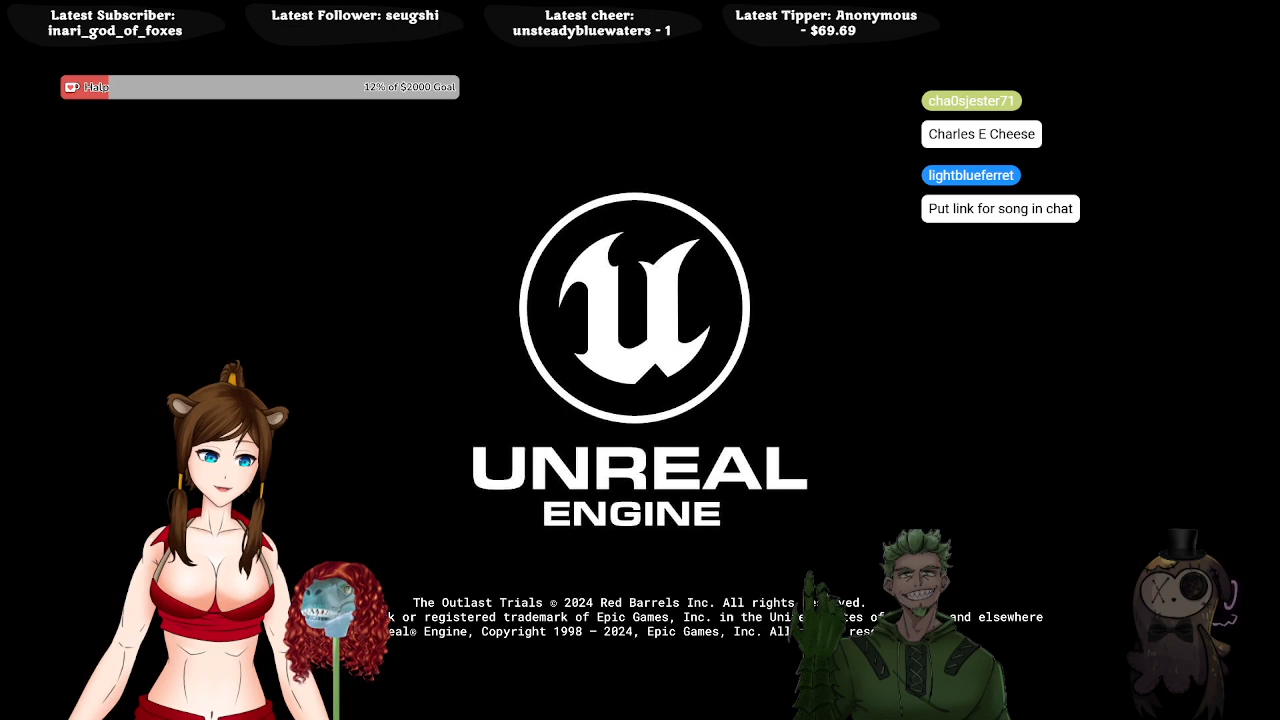 Latest Subscriber:
inari_god_of_foxes
Latest Follower: seugshi
Latest cheer:
unsteadybluewaters - 1
Latest Tipper: Anonymous
- $69.69
Halo
12% of $2000 Goal
cha0sjester71
Charles E Cheese
lightblueferret
Put link for song in chat
UNREAL
ENGINE
The Outlast Trials © 2024 Red Barrels Inc. All rights
or registered trademark of Epic Games, Inc. in the of and elsewhere
Engine, Copyright 1998 – 2024, Epic Games, Inc.